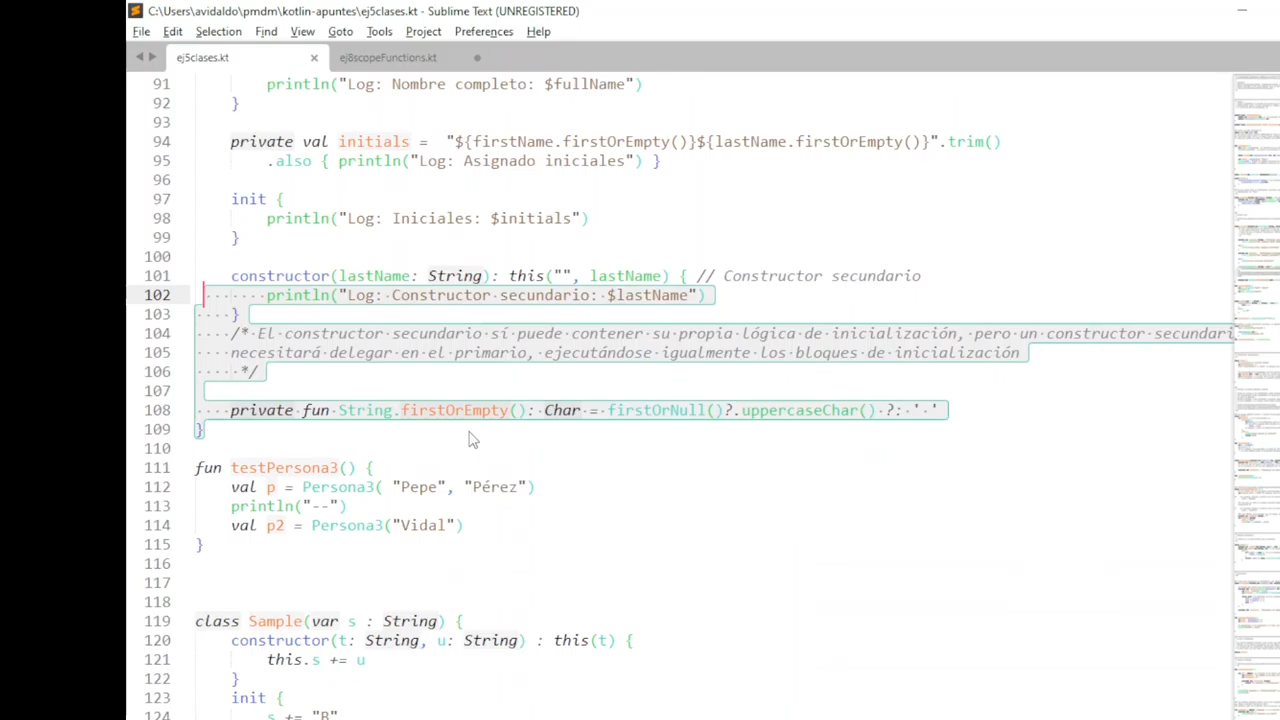 C:\Users\avidaldo\pmdm\kotlin-apuntes\ej5clases.kt - Sublime Text (UNREGISTERED)
File Edit Selection Find View Goto Tools Project Preferences Help
ej5clases.kt × ej8scopeFunctions.kt
91 println("Log: Nombre completo: $fullName")
92 }
93
94 private val initials = "${firstName.firstOrEmpty()}${lastName.firstOrEmpty()}".trim()
95 .also { println("Log: Asignado iniciales") }
96
97 init {
98 println("Log: Iniciales: $initials")
99 }
100
101 constructor(lastName: String): this("", lastName) { // Constructor secundario
102 println("Log: constructor secundario: $lastName")
103 }
104 /* El constructor secundario sí puede contener su propia lógica de inicialización, pero un constructor secundari
105 necesitará delegar en el primario, ejecutándose igualmente los bloques de inicialización
106 */
107
108 private fun String.firstOrEmpty(): Char = firstOrNull()?.uppercaseChar() ?: ' '
109 }
110
111 fun testPersona3() {
112 val p = Persona3( "Pepe", "Pérez")
113 println("--")
114 val p2 = Persona3("Vidal")
115 }
116
117
118
119 class Sample(var s : String) {
120 constructor(t: String, u: String) : this(t) {
121 this.s += u
122 }
123 init {
124 s += "B"